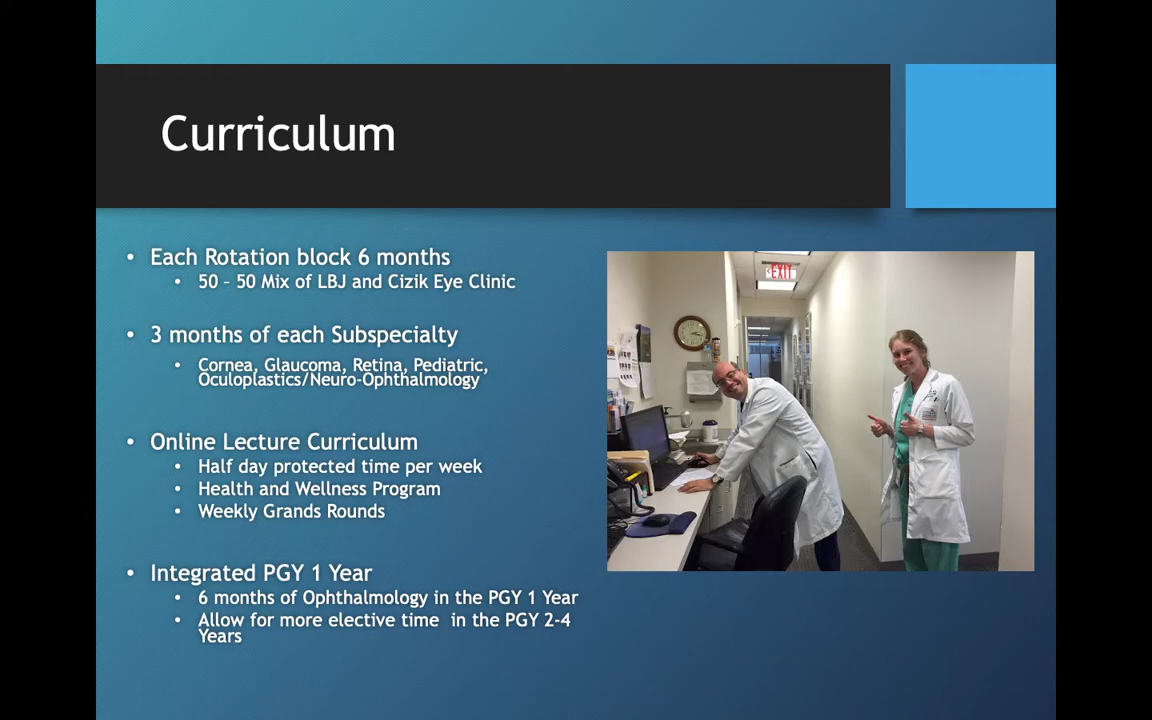 Curriculum
• Each Rotation block 6 months
• 50 – 50 Mix of LBJ and Cizik Eye Clinic
• 3 months of each Subspecialty
• Cornea, Glaucoma, Retina, Pediatric,
Oculoplastics/Neuro-Ophthalmology
• Online Lecture Curriculum
• Half day protected time per week
• Health and Wellness Program
• Weekly Grands Rounds
• Integrated PGY 1 Year
• 6 months of Ophthalmology in the PGY 1 Year
• Allow for more elective time in the PGY 2-4
Years
EXIT